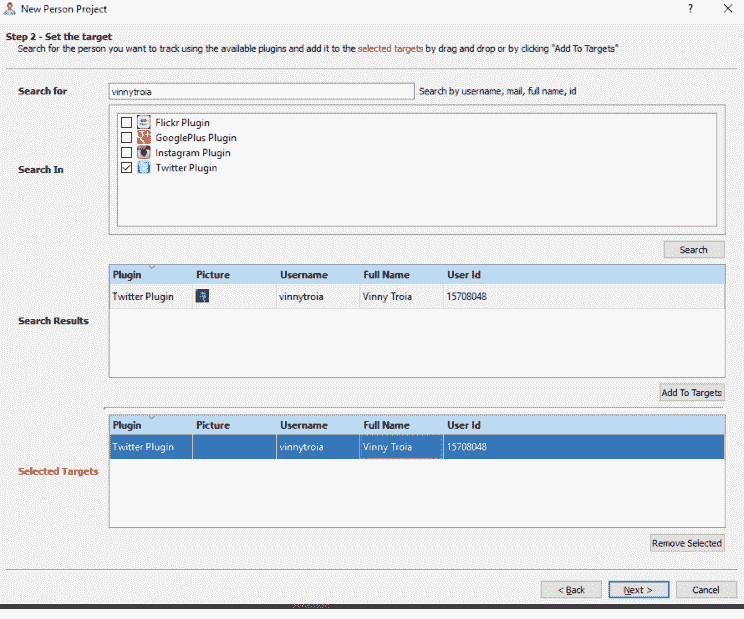 New Person Project
Step 2 - Set the target
Search for the person you want to track using the available plugins and add it to the selected targets by drag and drop or by clicking "Add To Targets"
Search for
vinnytroia
Search by username, mail, full name, id
Search In
Flickr Plugin
GooglePlus Plugin
Instagram Plugin
Twitter Plugin
Search
Search Results
Plugin Picture Username Full Name User Id
Twitter Plugin vinnytroia Vinny Troia 15708048
Add To Targets
Selected Targets
Plugin Picture Username Full Name User Id
Twitter Plugin vinnytroia Vinny Troia 15708048
Remove Selected
< Back Next > Cancel